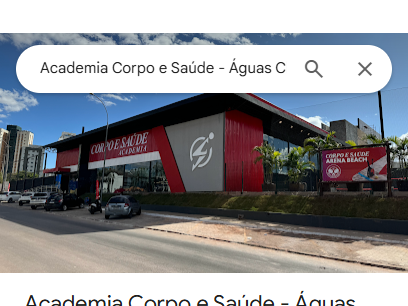 Academia Corpo e Saúde - Águas C
CORPO E SAÚDE
ACADEMIA
CORPO E SAÚDE
ARENA BEACH
Academia Corpo e Saúde - Águas